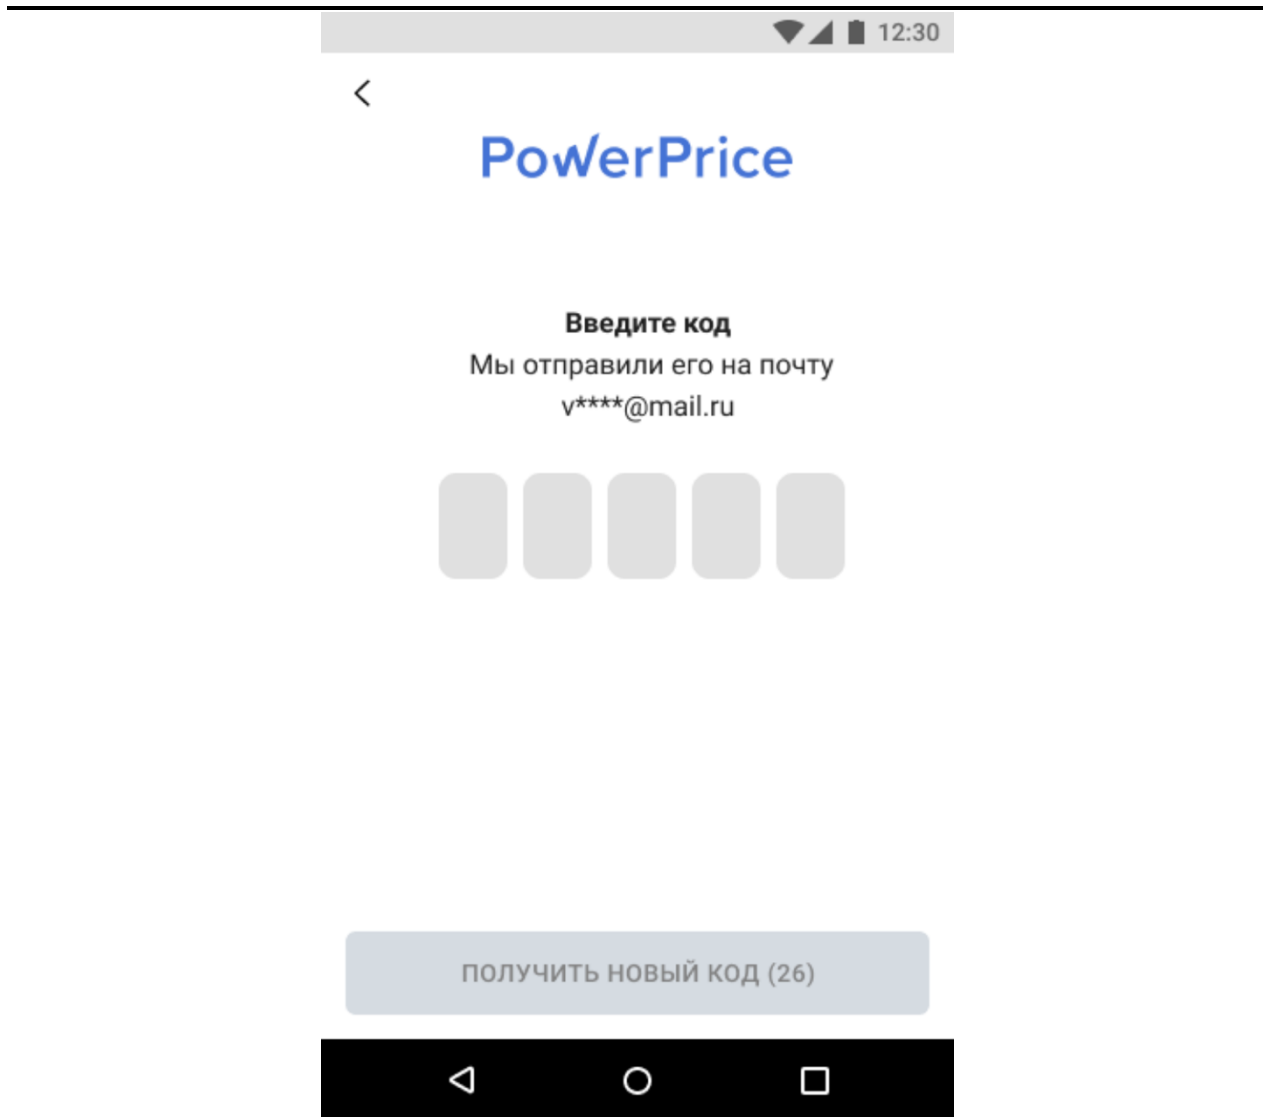 12:30
PowerPrice
Введите код
Мы отправили его на почту
v****@mail.ru
ПОЛУЧИТЬ НОВЫЙ КОД (26)